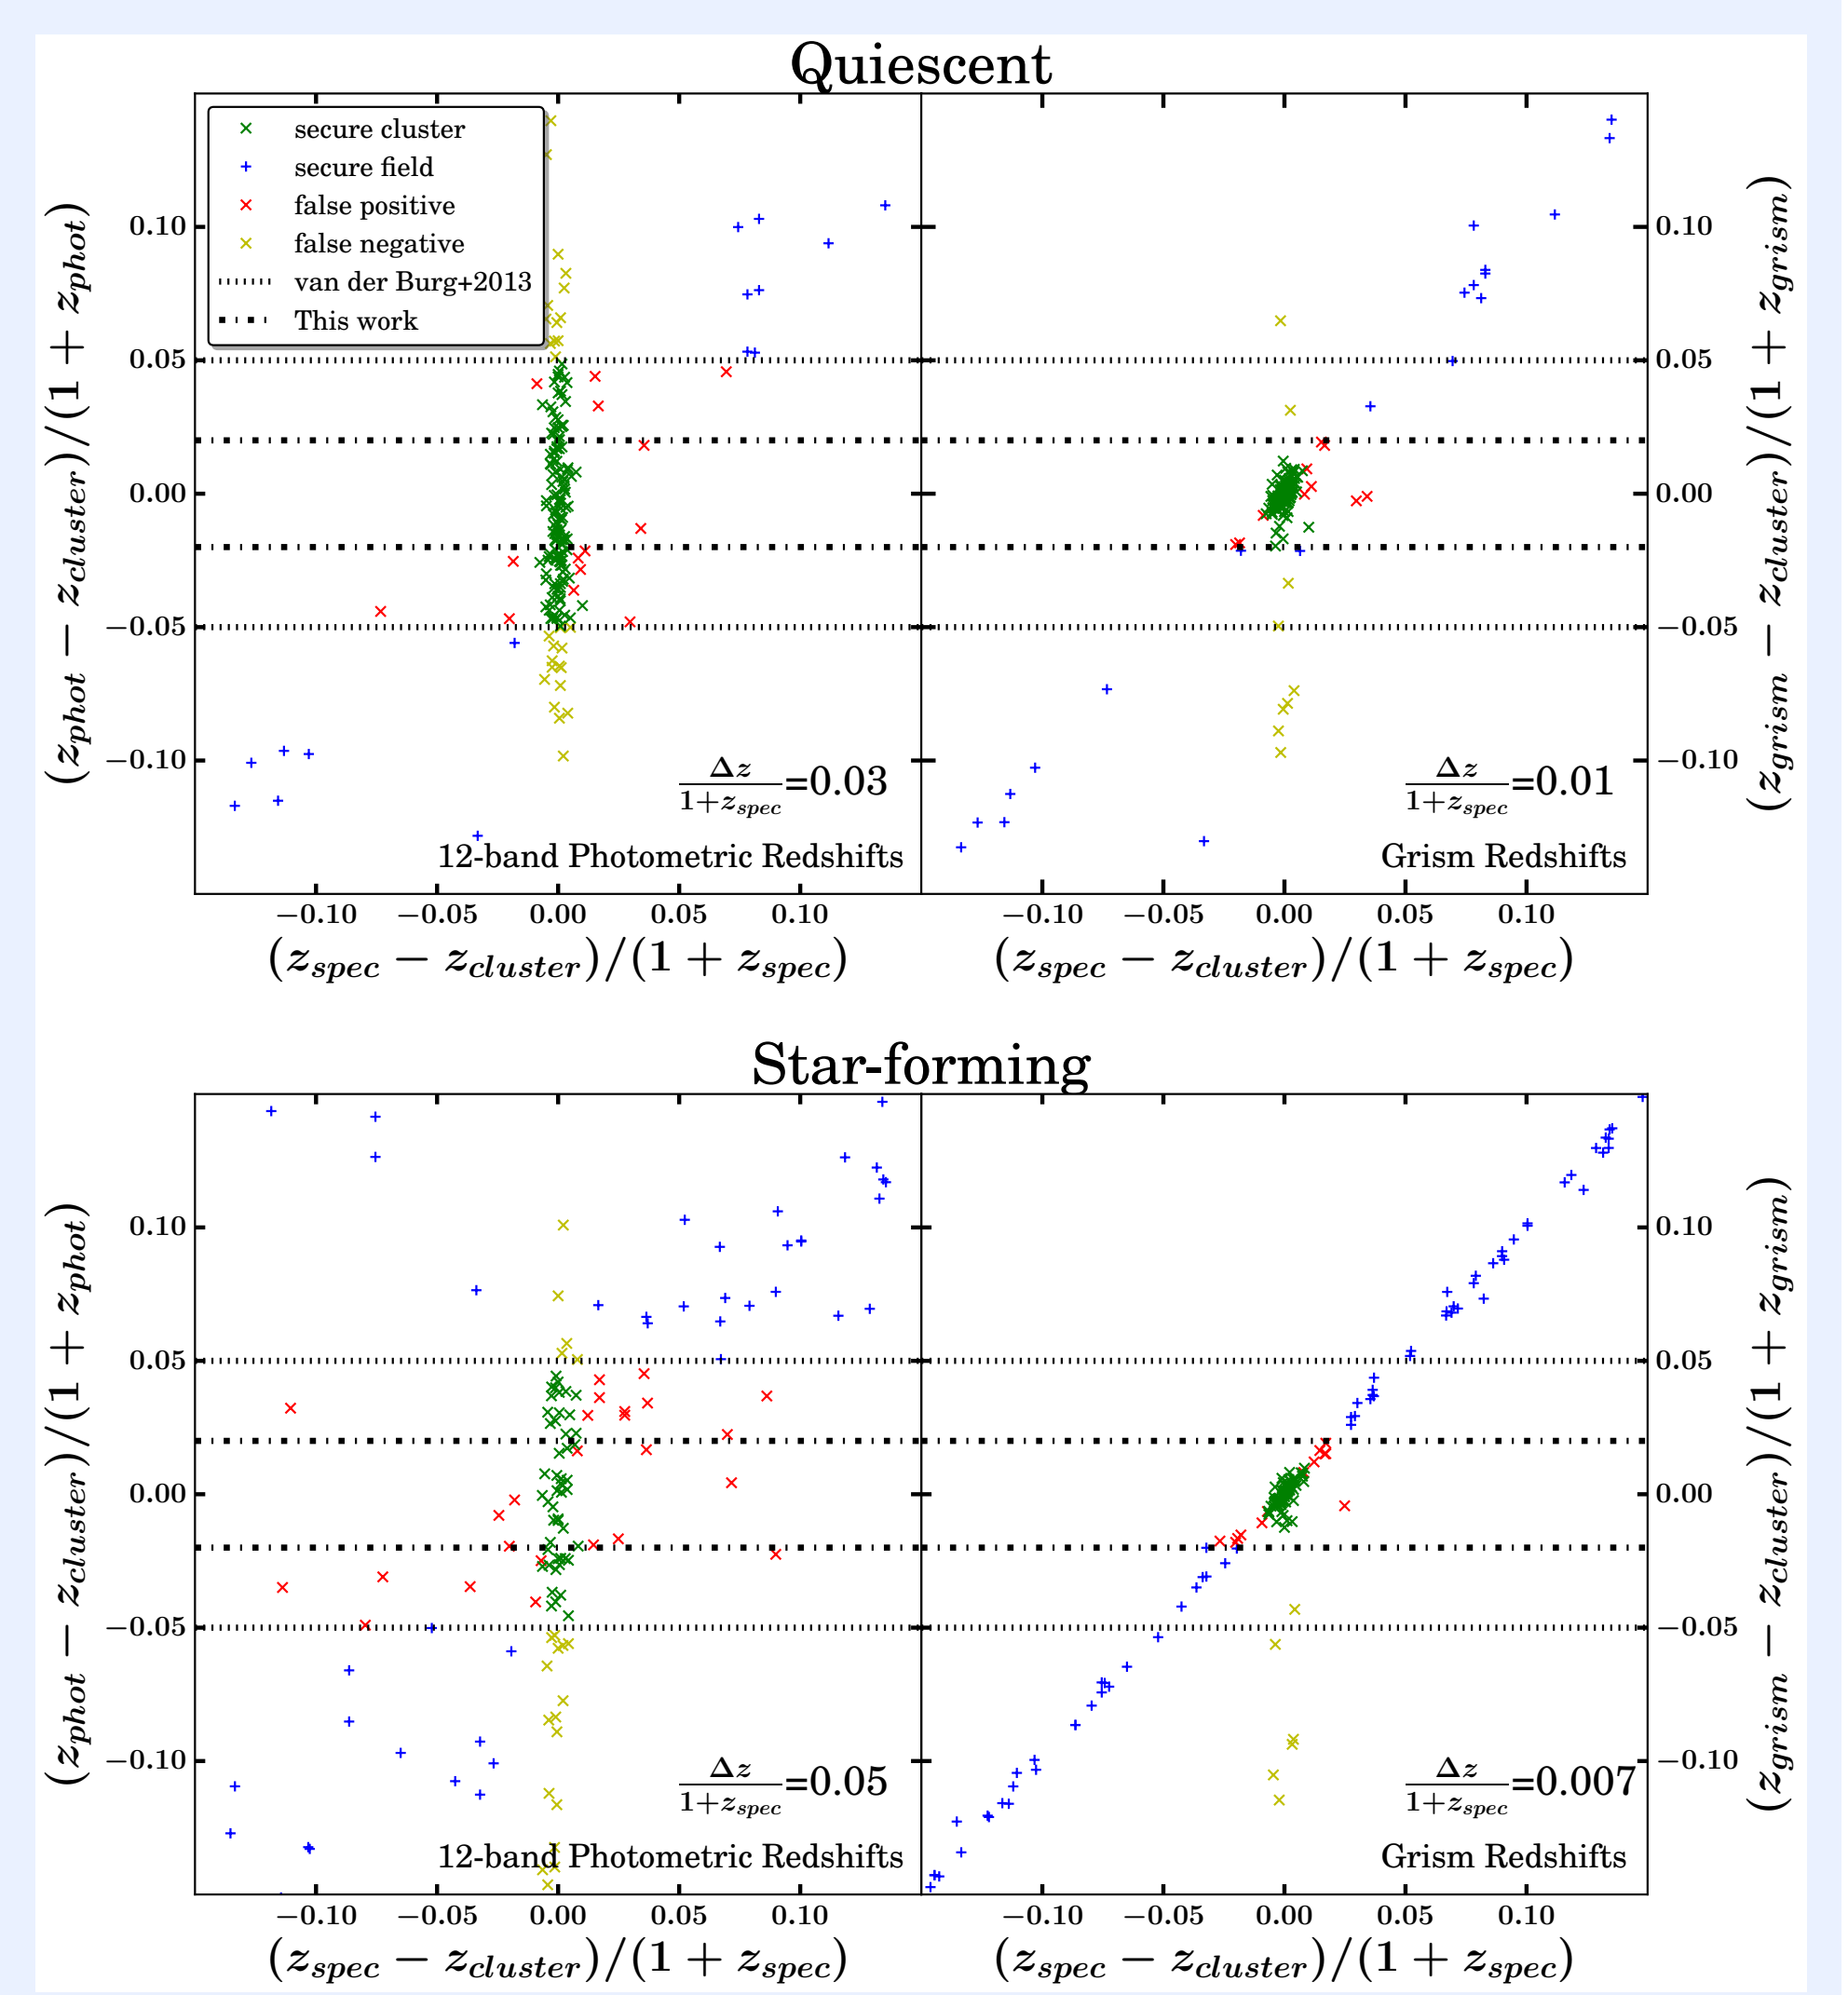 Quiescent
secure cluster
secure field
false positive
false negative
van der Burg+2013
This work
(z_phot − z_cluster)/(1 + z_phot)
0.10
0.05
0.00
−0.05
−0.10
Δz/1+z_spec=0.03
12-band Photometric Redshifts
−0.10 −0.05 0.00 0.05 0.10
(z_spec − z_cluster)/(1 + z_spec)
Δz/1+z_spec=0.01
Grism Redshifts
−0.10 −0.05 0.00 0.05 0.10
(z_spec − z_cluster)/(1 + z_spec)
0.10
0.05
0.00
−0.05
−0.10
(z_grism − z_cluster)/(1 + z_grism)
Star-forming
(z_phot − z_cluster)/(1 + z_phot)
0.10
0.05
0.00
−0.05
−0.10
Δz/1+z_spec=0.05
12-band Photometric Redshifts
−0.10 −0.05 0.00 0.05 0.10
(z_spec − z_cluster)/(1 + z_spec)
Δz/1+z_spec=0.007
Grism Redshifts
−0.10 −0.05 0.00 0.05 0.10
(z_spec − z_cluster)/(1 + z_spec)
0.10
0.05
0.00
−0.05
−0.10
(z_grism − z_cluster)/(1 + z_grism)